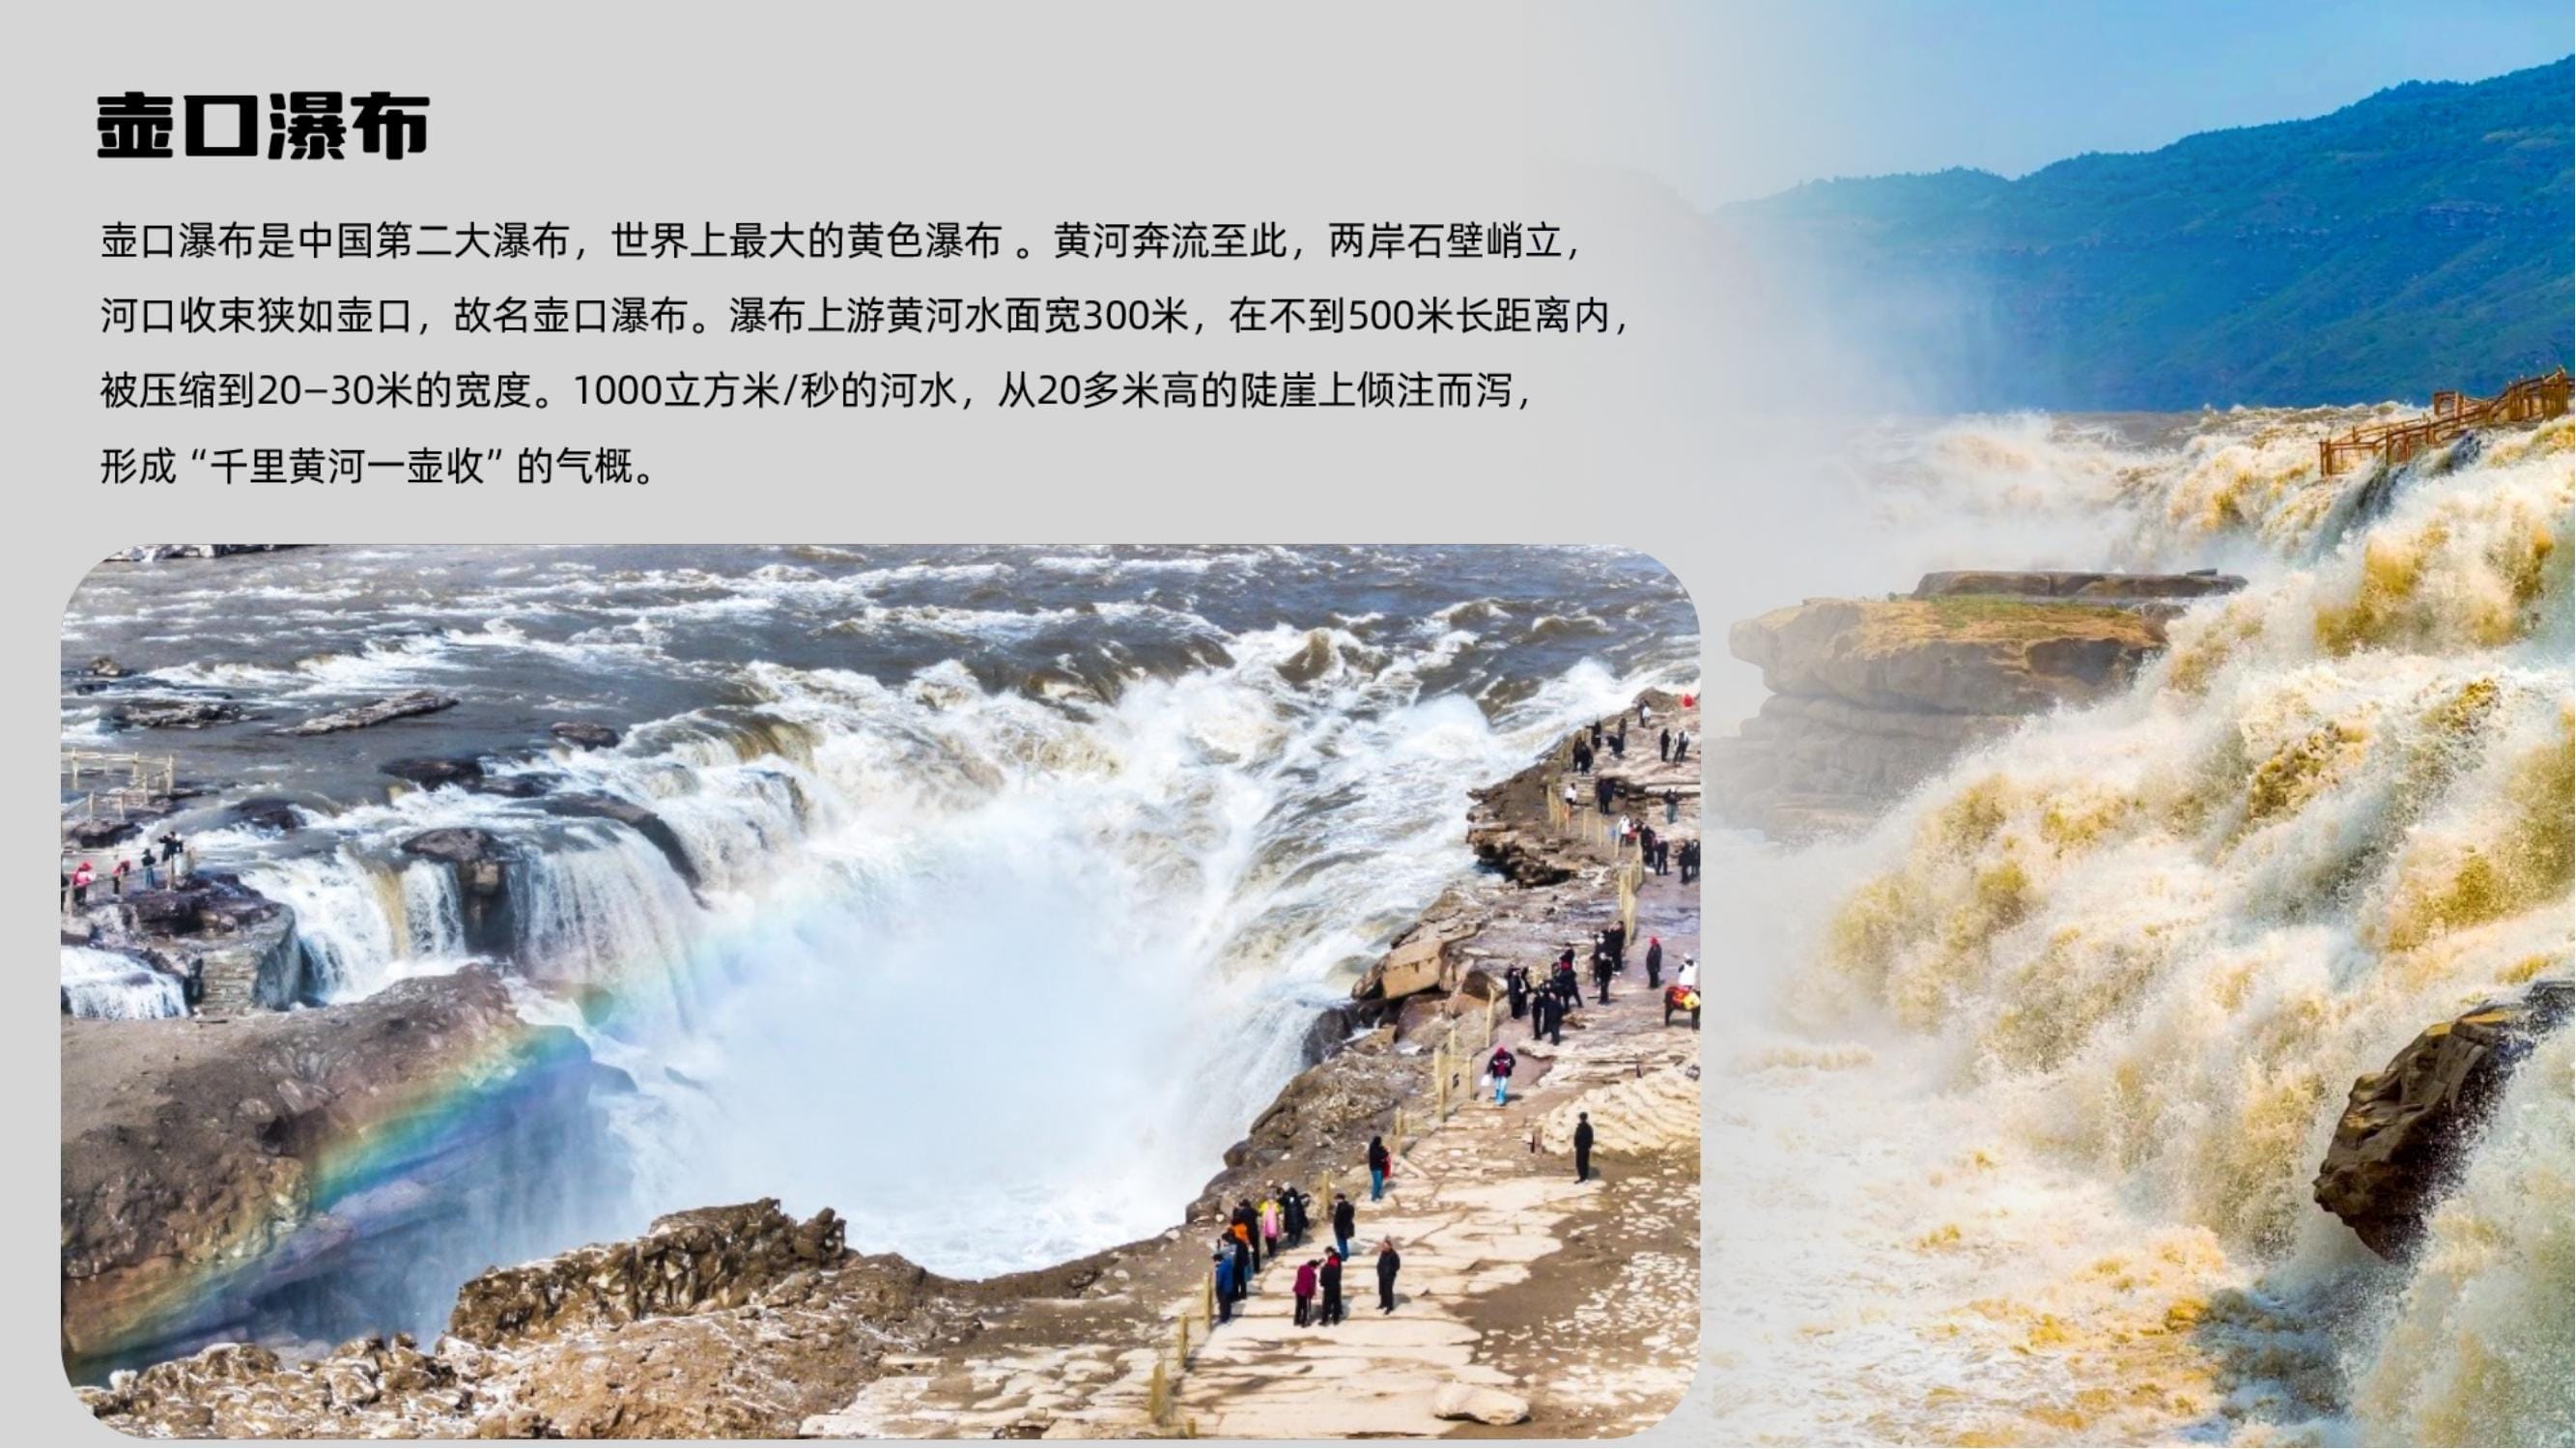 壶口瀑布
壶口瀑布是中国第二大瀑布，世界上最大的黄色瀑布 。黄河奔流至此，两岸石壁峭立，
河口收束狭如壶口，故名壶口瀑布。瀑布上游黄河水面宽300米，在不到500米长距离内，
被压缩到20-30米的宽度。1000立方米/秒的河水，从20多米高的陡崖上倾注而泻，
形成“千里黄河一壶收”的气概。